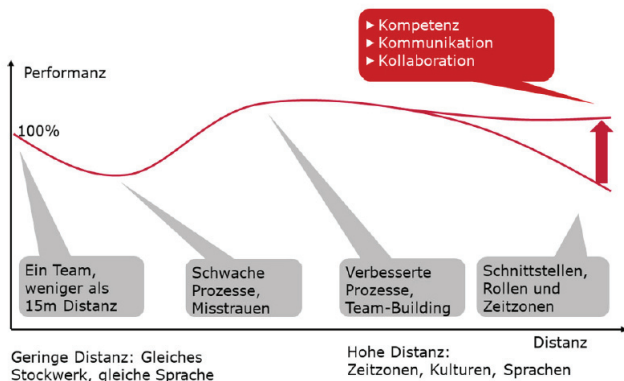 ► Kompetenz
► Kommunikation
► Kollaboration
Performanz
100%
Ein Team,
weniger als
15m Distanz
Schwache
Prozesse,
Misstrauen
Verbesserte
Prozesse,
Team-Building
Schnittstellen,
Rollen und
Zeitzonen
Distanz
Geringe Distanz: Gleiches
Stockwerk, gleiche Sprache
Hohe Distanz:
Zeitzonen, Kulturen, Sprachen